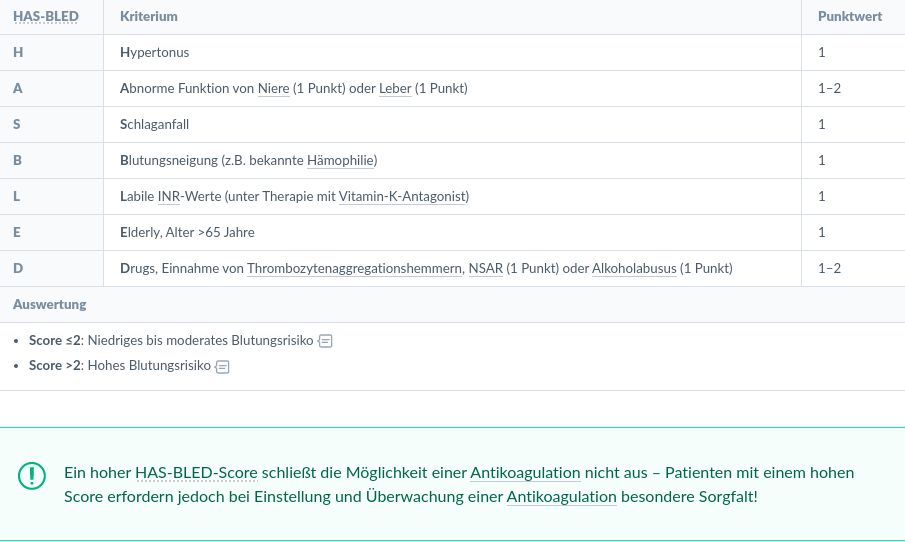 HAS-BLED Kriterium Punktwert
H Hypertonus 1
A Abnorme Funktion von Niere (1 Punkt) oder Leber (1 Punkt) 1–2
S Schlaganfall 1
B Blutungsneigung (z.B. bekannte Hämophilie) 1
L Labile INR-Werte (unter Therapie mit Vitamin-K-Antagonist) 1
E Elderly, Alter >65 Jahre 1
D Drugs, Einnahme von Thrombozytenaggregationshemmern, NSAR (1 Punkt) oder Alkoholabusus (1 Punkt) 1–2
Auswertung
• Score ≤2: Niedriges bis moderates Blutungsrisiko
• Score >2: Hohes Blutungsrisiko
Ein hoher HAS-BLED-Score schließt die Möglichkeit einer Antikoagulation nicht aus – Patienten mit einem hohen
Score erfordern jedoch bei Einstellung und Überwachung einer Antikoagulation besondere Sorgfalt!